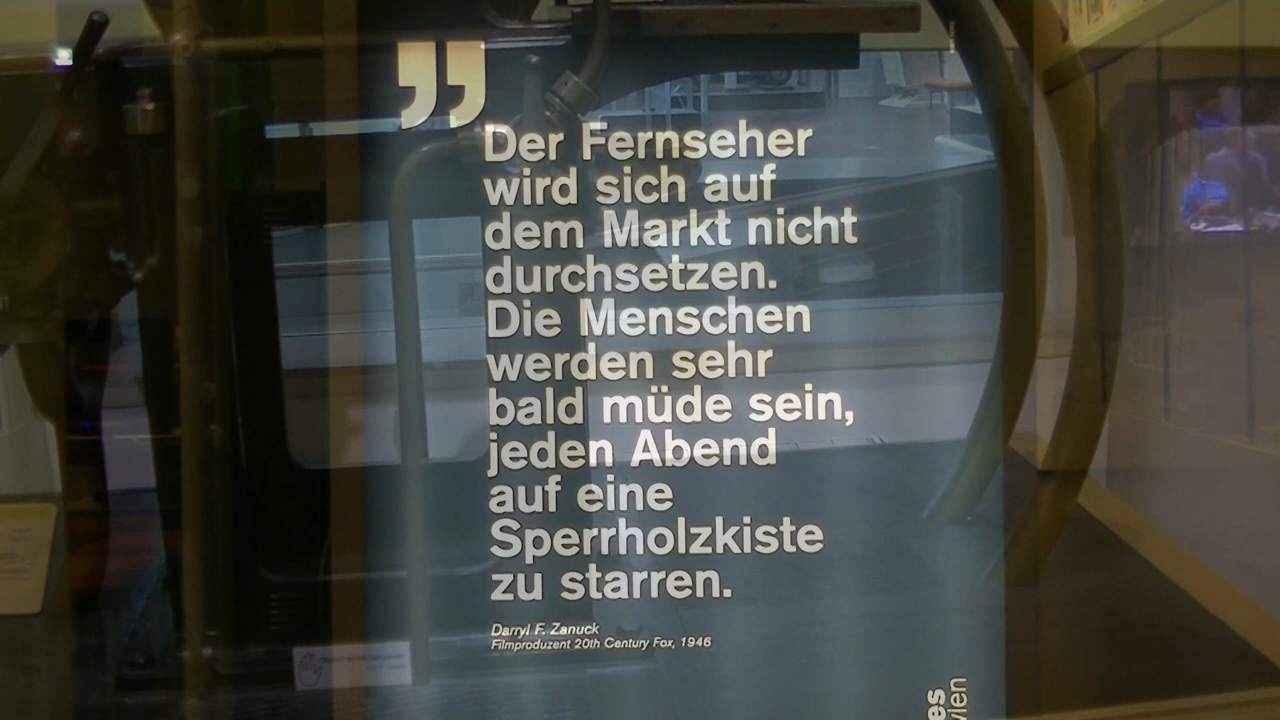 ”
Der Fernseher
wird sich auf
dem Markt nicht
durchsetzen.
Die Menschen
werden sehr
bald müde sein,
jeden Abend
auf eine
Sperrholzkiste
zu starren.
Darryl F. Zanuck
Filmproduzent 20th Century Fox, 1946